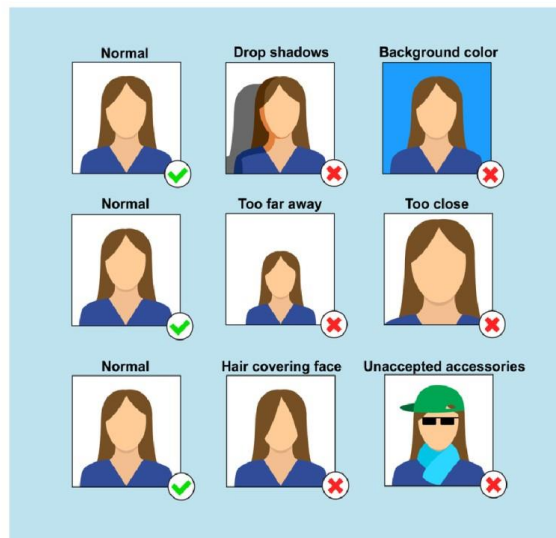 Normal
Drop shadows
Background color
Normal
Too far away
Too close
Normal
Hair covering face
Unaccepted accessories